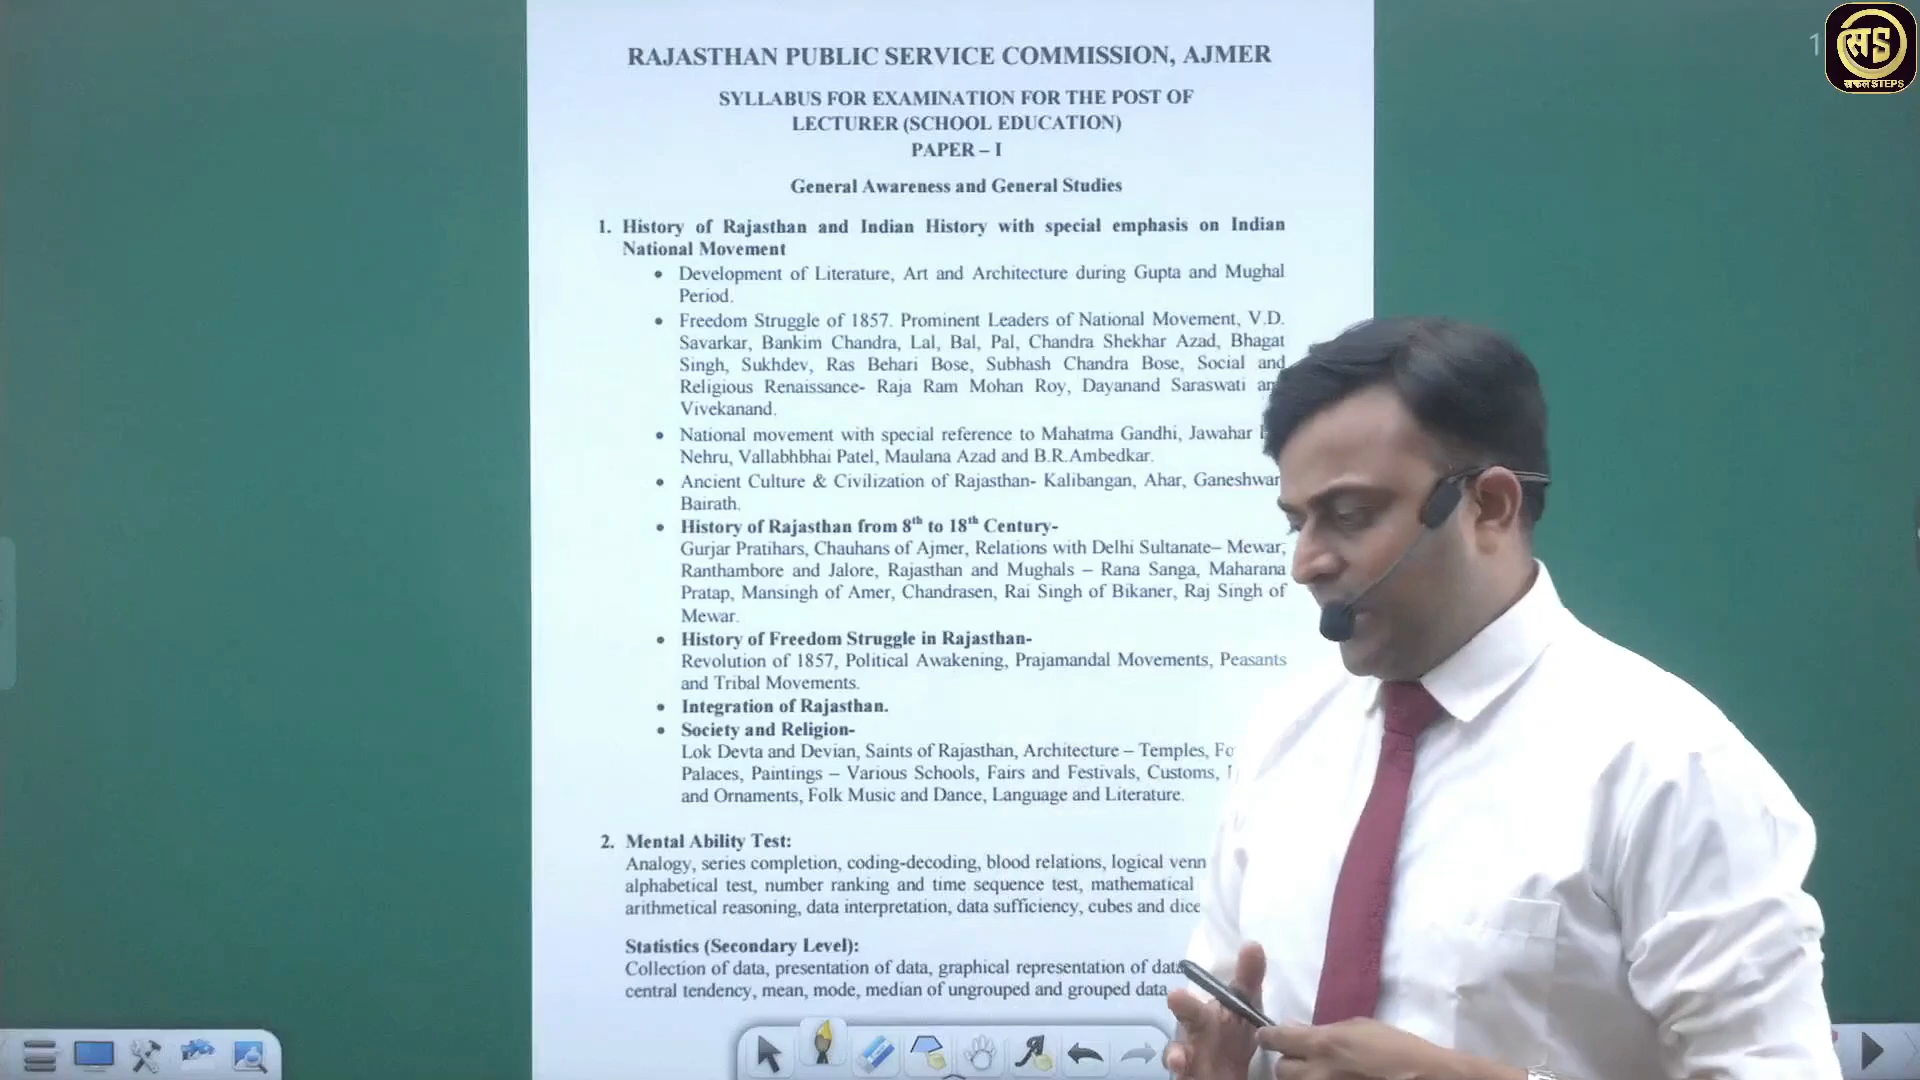 RAJASTHAN PUBLIC SERVICE COMMISSION, AJMER
SYLLABUS FOR EXAMINATION FOR THE POST OF
LECTURER (SCHOOL EDUCATION)
PAPER – I
General Awareness and General Studies
1. History of Rajasthan and Indian History with special emphasis on Indian
National Movement
• Development of Literature, Art and Architecture during Gupta and Mughal
Period.
• Freedom Struggle of 1857. Prominent Leaders of National Movement, V.D.
Savarkar, Bankim Chandra, Lal, Bal, Pal, Chandra Shekhar Azad, Bhagat
Singh, Sukhdev, Ras Behari Bose, Subhash Chandra Bose, Social and
Religious Renaissance- Raja Ram Mohan Roy, Dayanand Saraswati
Vivekanand.
• National movement with special reference to Mahatma Gandhi, Jawahar
Nehru, Vallabhbhai Patel, Maulana Azad and B.R.Ambedkar.
• Ancient Culture & Civilization of Rajasthan- Kalibangan, Ahar, Ganeshwar
Bairath.
• History of Rajasthan from 8th to 18th Century-
Gurjar Pratihars, Chauhans of Ajmer, Relations with Delhi Sultanate– Mewar,
Ranthambore and Jalore, Rajasthan and Mughals – Rana Sanga, Maharana
Pratap, Mansingh of Amer, Chandrasen, Rai Singh of Bikaner, Raj Singh of
Mewar.
• History of Freedom Struggle in Rajasthan-
Revolution of 1857, Political Awakening, Prajamandal Movements, Peasants
and Tribal Movements.
• Integration of Rajasthan.
• Society and Religion-
Lok Devta and Devian, Saints of Rajasthan, Architecture – Temples,
Palaces, Paintings – Various Schools, Fairs and Festivals, Customs,
and Ornaments, Folk Music and Dance, Language and Literature.
2. Mental Ability Test:
Analogy, series completion, coding-decoding, blood relations, logical venn
alphabetical test, number ranking and time sequence test, mathematical
arithmetical reasoning, data interpretation, data sufficiency, cubes and dice
Statistics (Secondary Level):
Collection of data, presentation of data, graphical representation of data
central tendency, mean, mode, median of ungrouped and grouped data
1
सS
सफलSTEPS